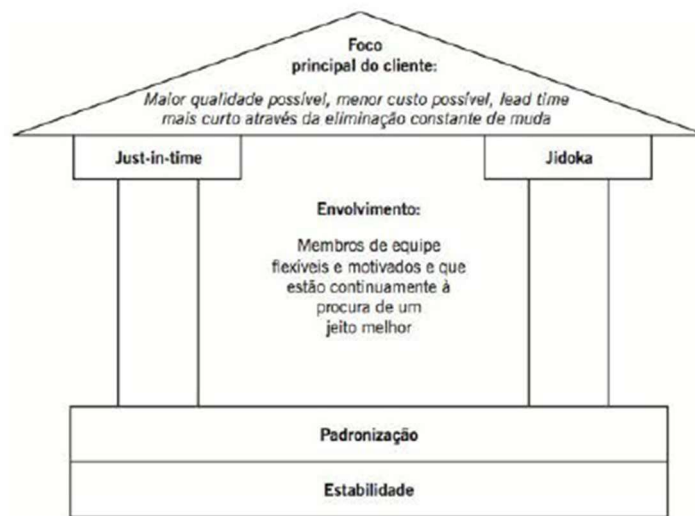 Foco
principal do cliente:
Maior qualidade possível, menor custo possível, lead time
mais curto através da eliminação constante de muda
Just-in-time
Jidoka
Envolvimento:
Membros de equipe
flexíveis e motivados e que
estão continuamente à
procura de um
jeito melhor
Padronização
Estabilidade